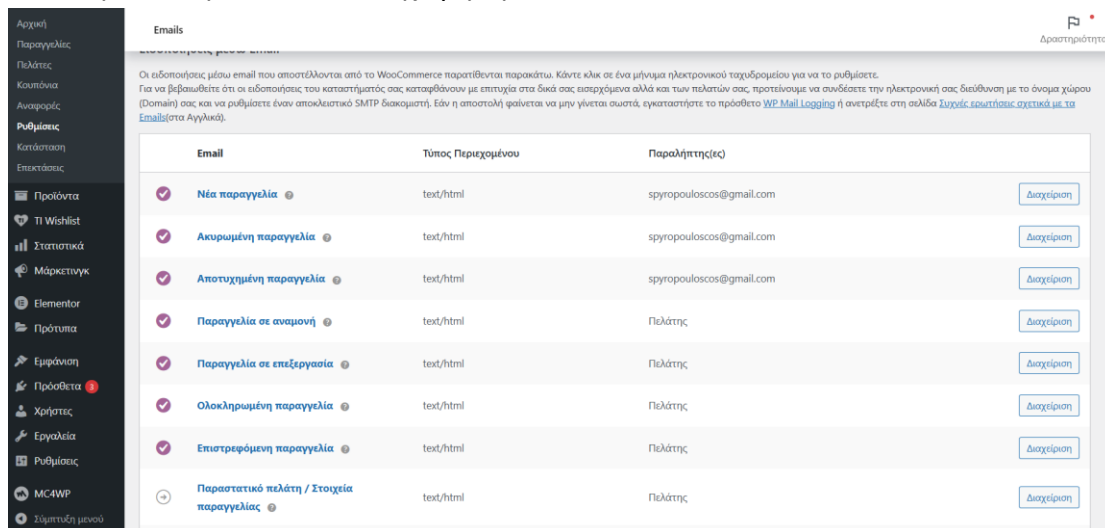 Αρχική
Παραγγελίες
Πελάτες
Κουπόνια
Αναφορές
Ρυθμίσεις
Κατάσταση
Επεκτάσεις
Προϊόντα
TI Wishlist
Στατιστικά
Μάρκετινγκ
Elementor
Πρότυπα
Εμφάνιση
Πρόσθετα 3
Χρήστες
Εργαλεία
Ρυθμίσεις
MC4WP
Σύμπτυξη μενού
Emails
Δραστηριότητα
Οι ειδοποιήσεις μέσω email που αποστέλλονται από το WooCommerce παρατίθενται παρακάτω. Κάντε κλικ σε ένα μήνυμα ηλεκτρονικού ταχυδρομείου για να το ρυθμίσετε.
Για να βεβαιωθείτε ότι οι ειδοποιήσεις του καταστήματός σας καταφθάνουν με επιτυχία στα δικά σας εισερχόμενα αλλά και των πελατών σας, προτείνουμε να συνδέσετε την ηλεκτρονική σας διεύθυνση με το όνομα χώρου
(Domain) σας και να ρυθμίσετε έναν αποκλειστικό SMTP διακομιστή. Εάν η αποστολή φαίνεται να μην γίνεται σωστά, εγκαταστήστε το πρόσθετο WP Mail Logging ή ανετρέξτε στη σελίδα Συχνές ερωτήσεις σχετικά με τα
Emails(στα Αγγλικά).
Email Τύπος Περιεχομένου Παραλήπτης(ες)
Νέα παραγγελία text/html spyropouloscos@gmail.com Διαχείριση
Ακυρωμένη παραγγελία text/html spyropouloscos@gmail.com Διαχείριση
Αποτυχημένη παραγγελία text/html spyropouloscos@gmail.com Διαχείριση
Παραγγελία σε αναμονή text/html Πελάτης Διαχείριση
Παραγγελία σε επεξεργασία text/html Πελάτης Διαχείριση
Ολοκληρωμένη παραγγελία text/html Πελάτης Διαχείριση
Επιστρεφόμενη παραγγελία text/html Πελάτης Διαχείριση
Παραστατικό πελάτη / Στοιχεία
παραγγελίας text/html Πελάτης Διαχείριση